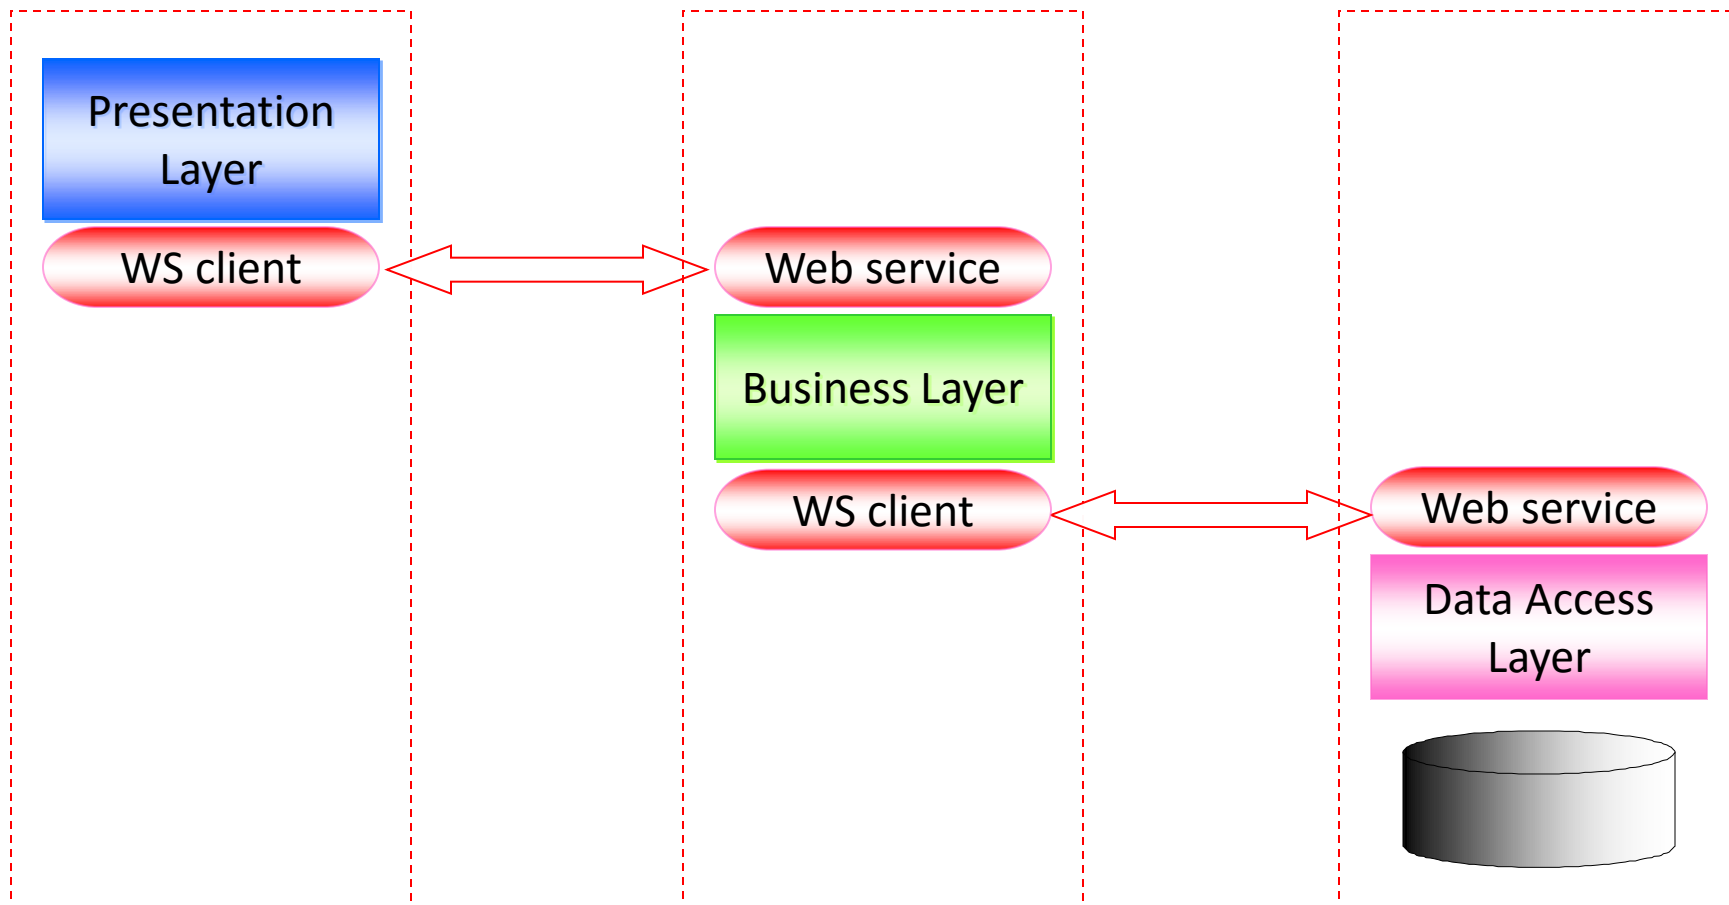 Presentation
Layer
WS client
Web service
Business Layer
WS client
Web service
Data Access
Layer